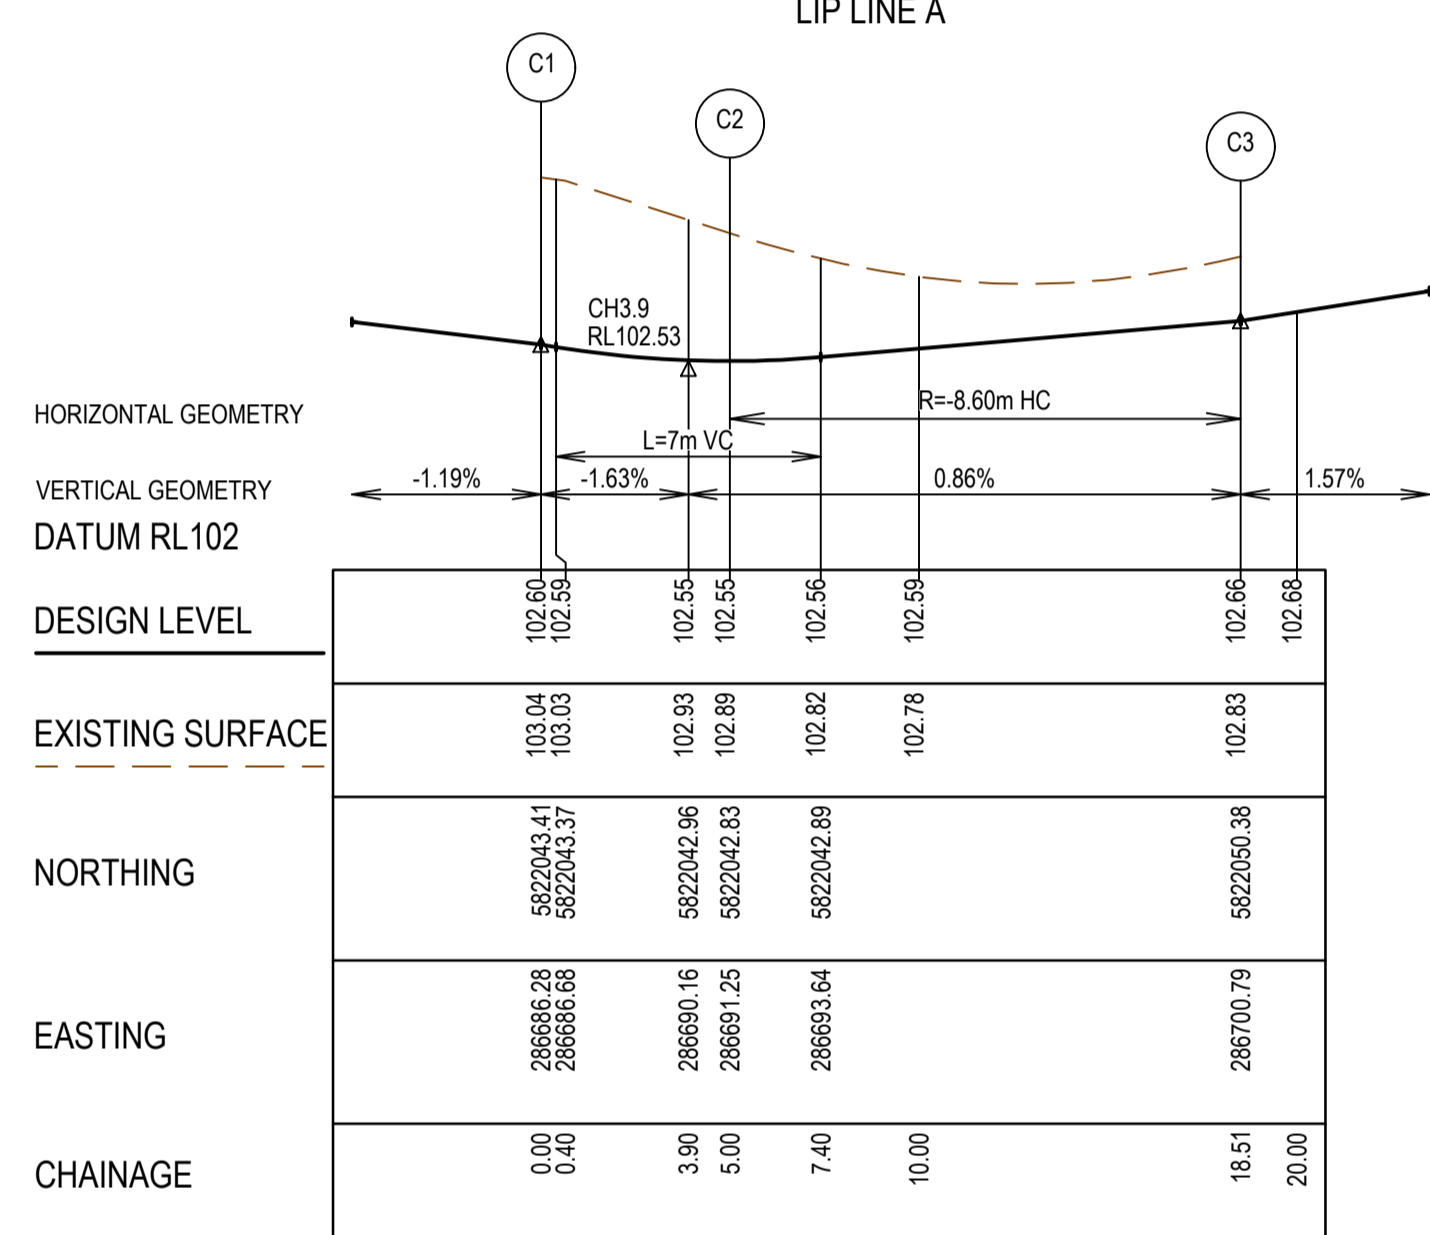 LIP LINE A
C1
C2
C3
CH3.9
RL102.53
HORIZONTAL GEOMETRY
R=-8.60m HC
L=7m VC
VERTICAL GEOMETRY
-1.19%
-1.63%
0.86%
1.57%
DATUM RL102
DESIGN LEVEL
102.60
102.59
102.55
102.55
102.56
102.59
102.66
102.68
EXISTING SURFACE
103.04
103.03
102.93
102.89
102.82
102.78
102.83
NORTHING
5822043.41
5822043.37
5822042.96
5822042.83
5822042.89
5822050.38
EASTING
286686.28
286686.68
286690.16
286691.25
286693.64
286700.79
CHAINAGE
0.00
0.40
3.90
5.00
7.40
10.00
18.51
20.00